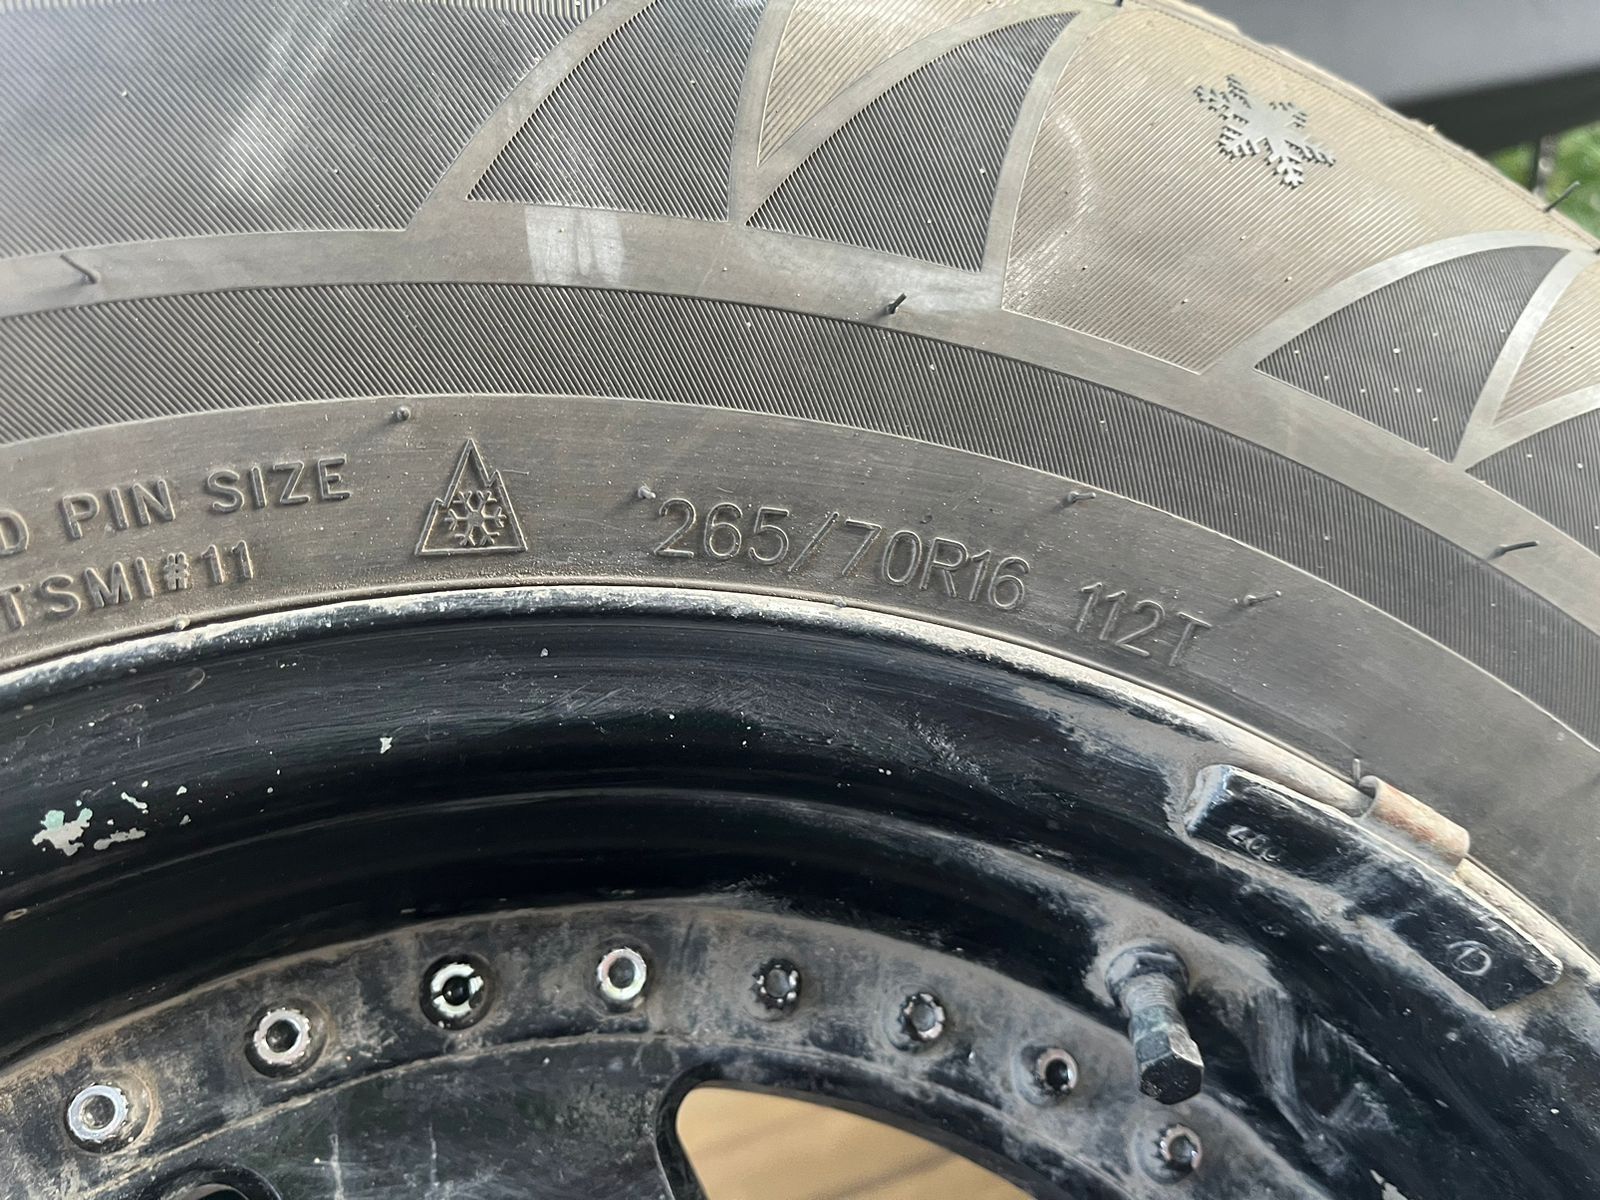 PIN SIZE
TSMI#11
265/70R16 112T